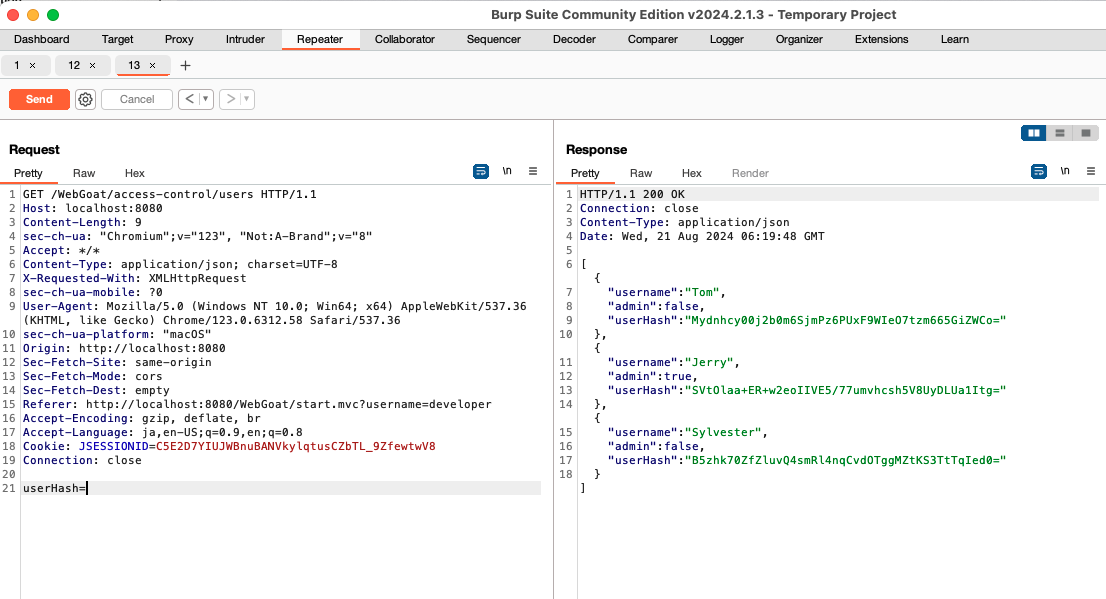 Burp Suite Community Edition v2024.2.1.3 - Temporary Project
Dashboard Target Proxy Intruder Repeater Collaborator Sequencer Decoder Comparer Logger Organizer Extensions Learn
1 × 12 × 13 × +
Send Cancel < ▼ > ▼
Request
Pretty Raw Hex \n ≡
1 GET /WebGoat/access-control/users HTTP/1.1
2 Host: localhost:8080
3 Content-Length: 9
4 sec-ch-ua: "Chromium";v="123", "Not:A-Brand";v="8"
5 Accept: */*
6 Content-Type: application/json; charset=UTF-8
7 X-Requested-With: XMLHttpRequest
8 sec-ch-ua-mobile: ?0
9 User-Agent: Mozilla/5.0 (Windows NT 10.0; Win64; x64) AppleWebKit/537.36
(KHTML, like Gecko) Chrome/123.0.6312.58 Safari/537.36
10 sec-ch-ua-platform: "macOS"
11 Origin: http://localhost:8080
12 Sec-Fetch-Site: same-origin
13 Sec-Fetch-Mode: cors
14 Sec-Fetch-Dest: empty
15 Referer: http://localhost:8080/WebGoat/start.mvc?username=developer
16 Accept-Encoding: gzip, deflate, br
17 Accept-Language: ja,en-US;q=0.9,en;q=0.8
18 Cookie: JSESSIONID=C5E2D7YIUJWBnuBANVkylqtusCZbTL_9ZfewtwV8
19 Connection: close
20
21 userHash=
Response
Pretty Raw Hex Render \n ≡
1 HTTP/1.1 200 OK
2 Connection: close
3 Content-Type: application/json
4 Date: Wed, 21 Aug 2024 06:19:48 GMT
5
6 [
{
7 "username":"Tom",
8 "admin":false,
9 "userHash":"Mydnhcy00j2b0m6SjmPz6PUxF9WIeO7tzm665GiZWCo="
10 },
{
11 "username":"Jerry",
12 "admin":true,
13 "userHash":"SVtOlaa+ER+w2eoIIVE5/77umvhcsh5V8UyDLUa1Itg="
14 },
{
15 "username":"Sylvester",
16 "admin":false,
17 "userHash":"B5zhk70ZfZluvQ4smRl4nqCvdOTggMZtKS3TtTqIed0="
18 }
]